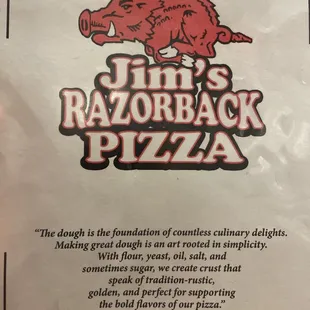 Jim's
RAZORBACK
PIZZA
"The dough is the foundation of countless culinary delights.
Making great dough is an art rooted in simplicity.
With flour, yeast, oil, salt, and
sometimes sugar, we create crust that
speak of tradition-rustic,
golden, and perfect for supporting
the bold flavors of our pizza."